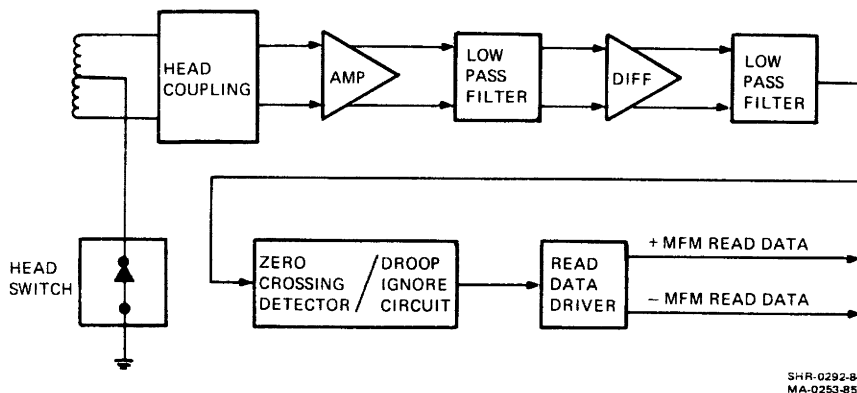 HEAD
COUPLING
AMP
LOW
PASS
FILTER
DIFF
LOW
PASS
FILTER
HEAD
SWITCH
ZERO
CROSSING
DETECTOR
/
DROOP
IGNORE
CIRCUIT
READ
DATA
DRIVER
+ MFM READ DATA
− MFM READ DATA
SHR-0292-8
MA-0253-85